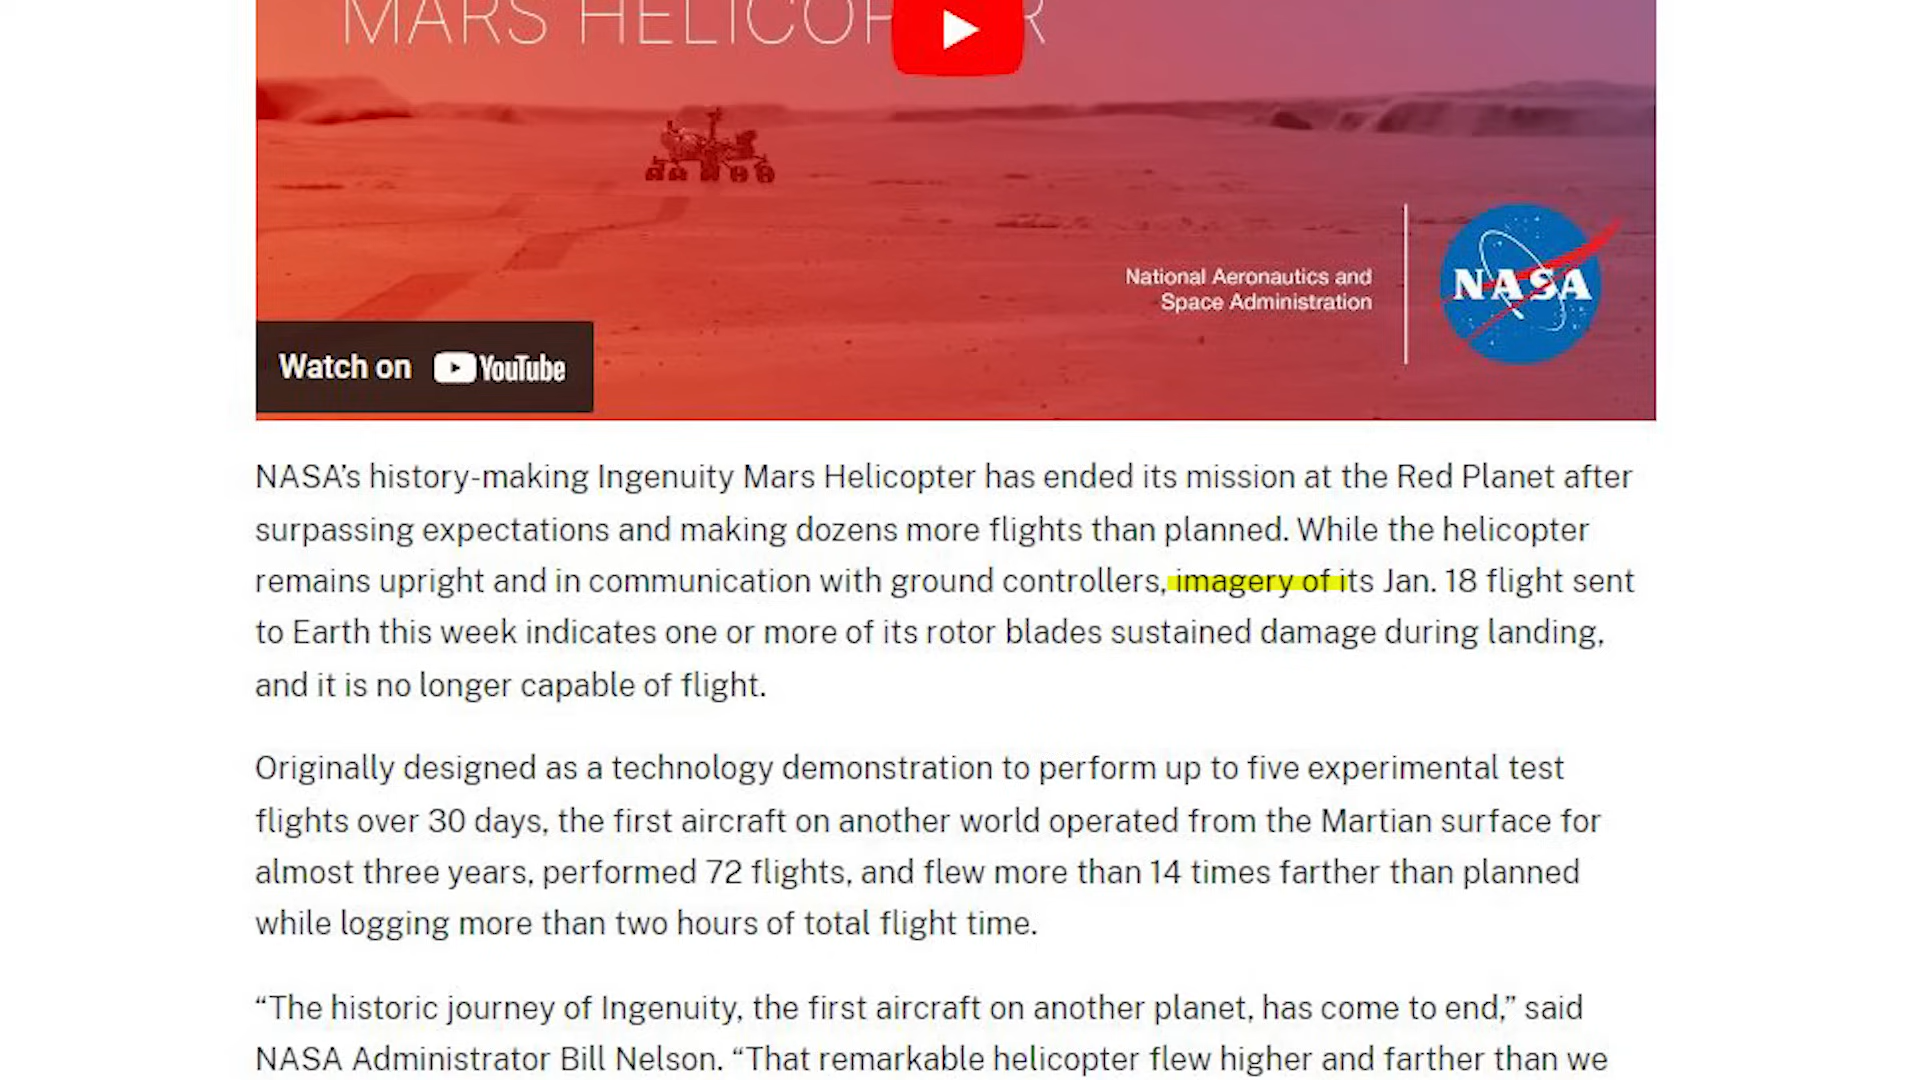 MARS HELICOPTER
National Aeronautics and
Space Administration
NASA
Watch on YouTube
NASA’s history-making Ingenuity Mars Helicopter has ended its mission at the Red Planet after
surpassing expectations and making dozens more flights than planned. While the helicopter
remains upright and in communication with ground controllers, imagery of its Jan. 18 flight sent
to Earth this week indicates one or more of its rotor blades sustained damage during landing,
and it is no longer capable of flight.
Originally designed as a technology demonstration to perform up to five experimental test
flights over 30 days, the first aircraft on another world operated from the Martian surface for
almost three years, performed 72 flights, and flew more than 14 times farther than planned
while logging more than two hours of total flight time.
“The historic journey of Ingenuity, the first aircraft on another planet, has come to end,” said
NASA Administrator Bill Nelson. “That remarkable helicopter flew higher and farther than we